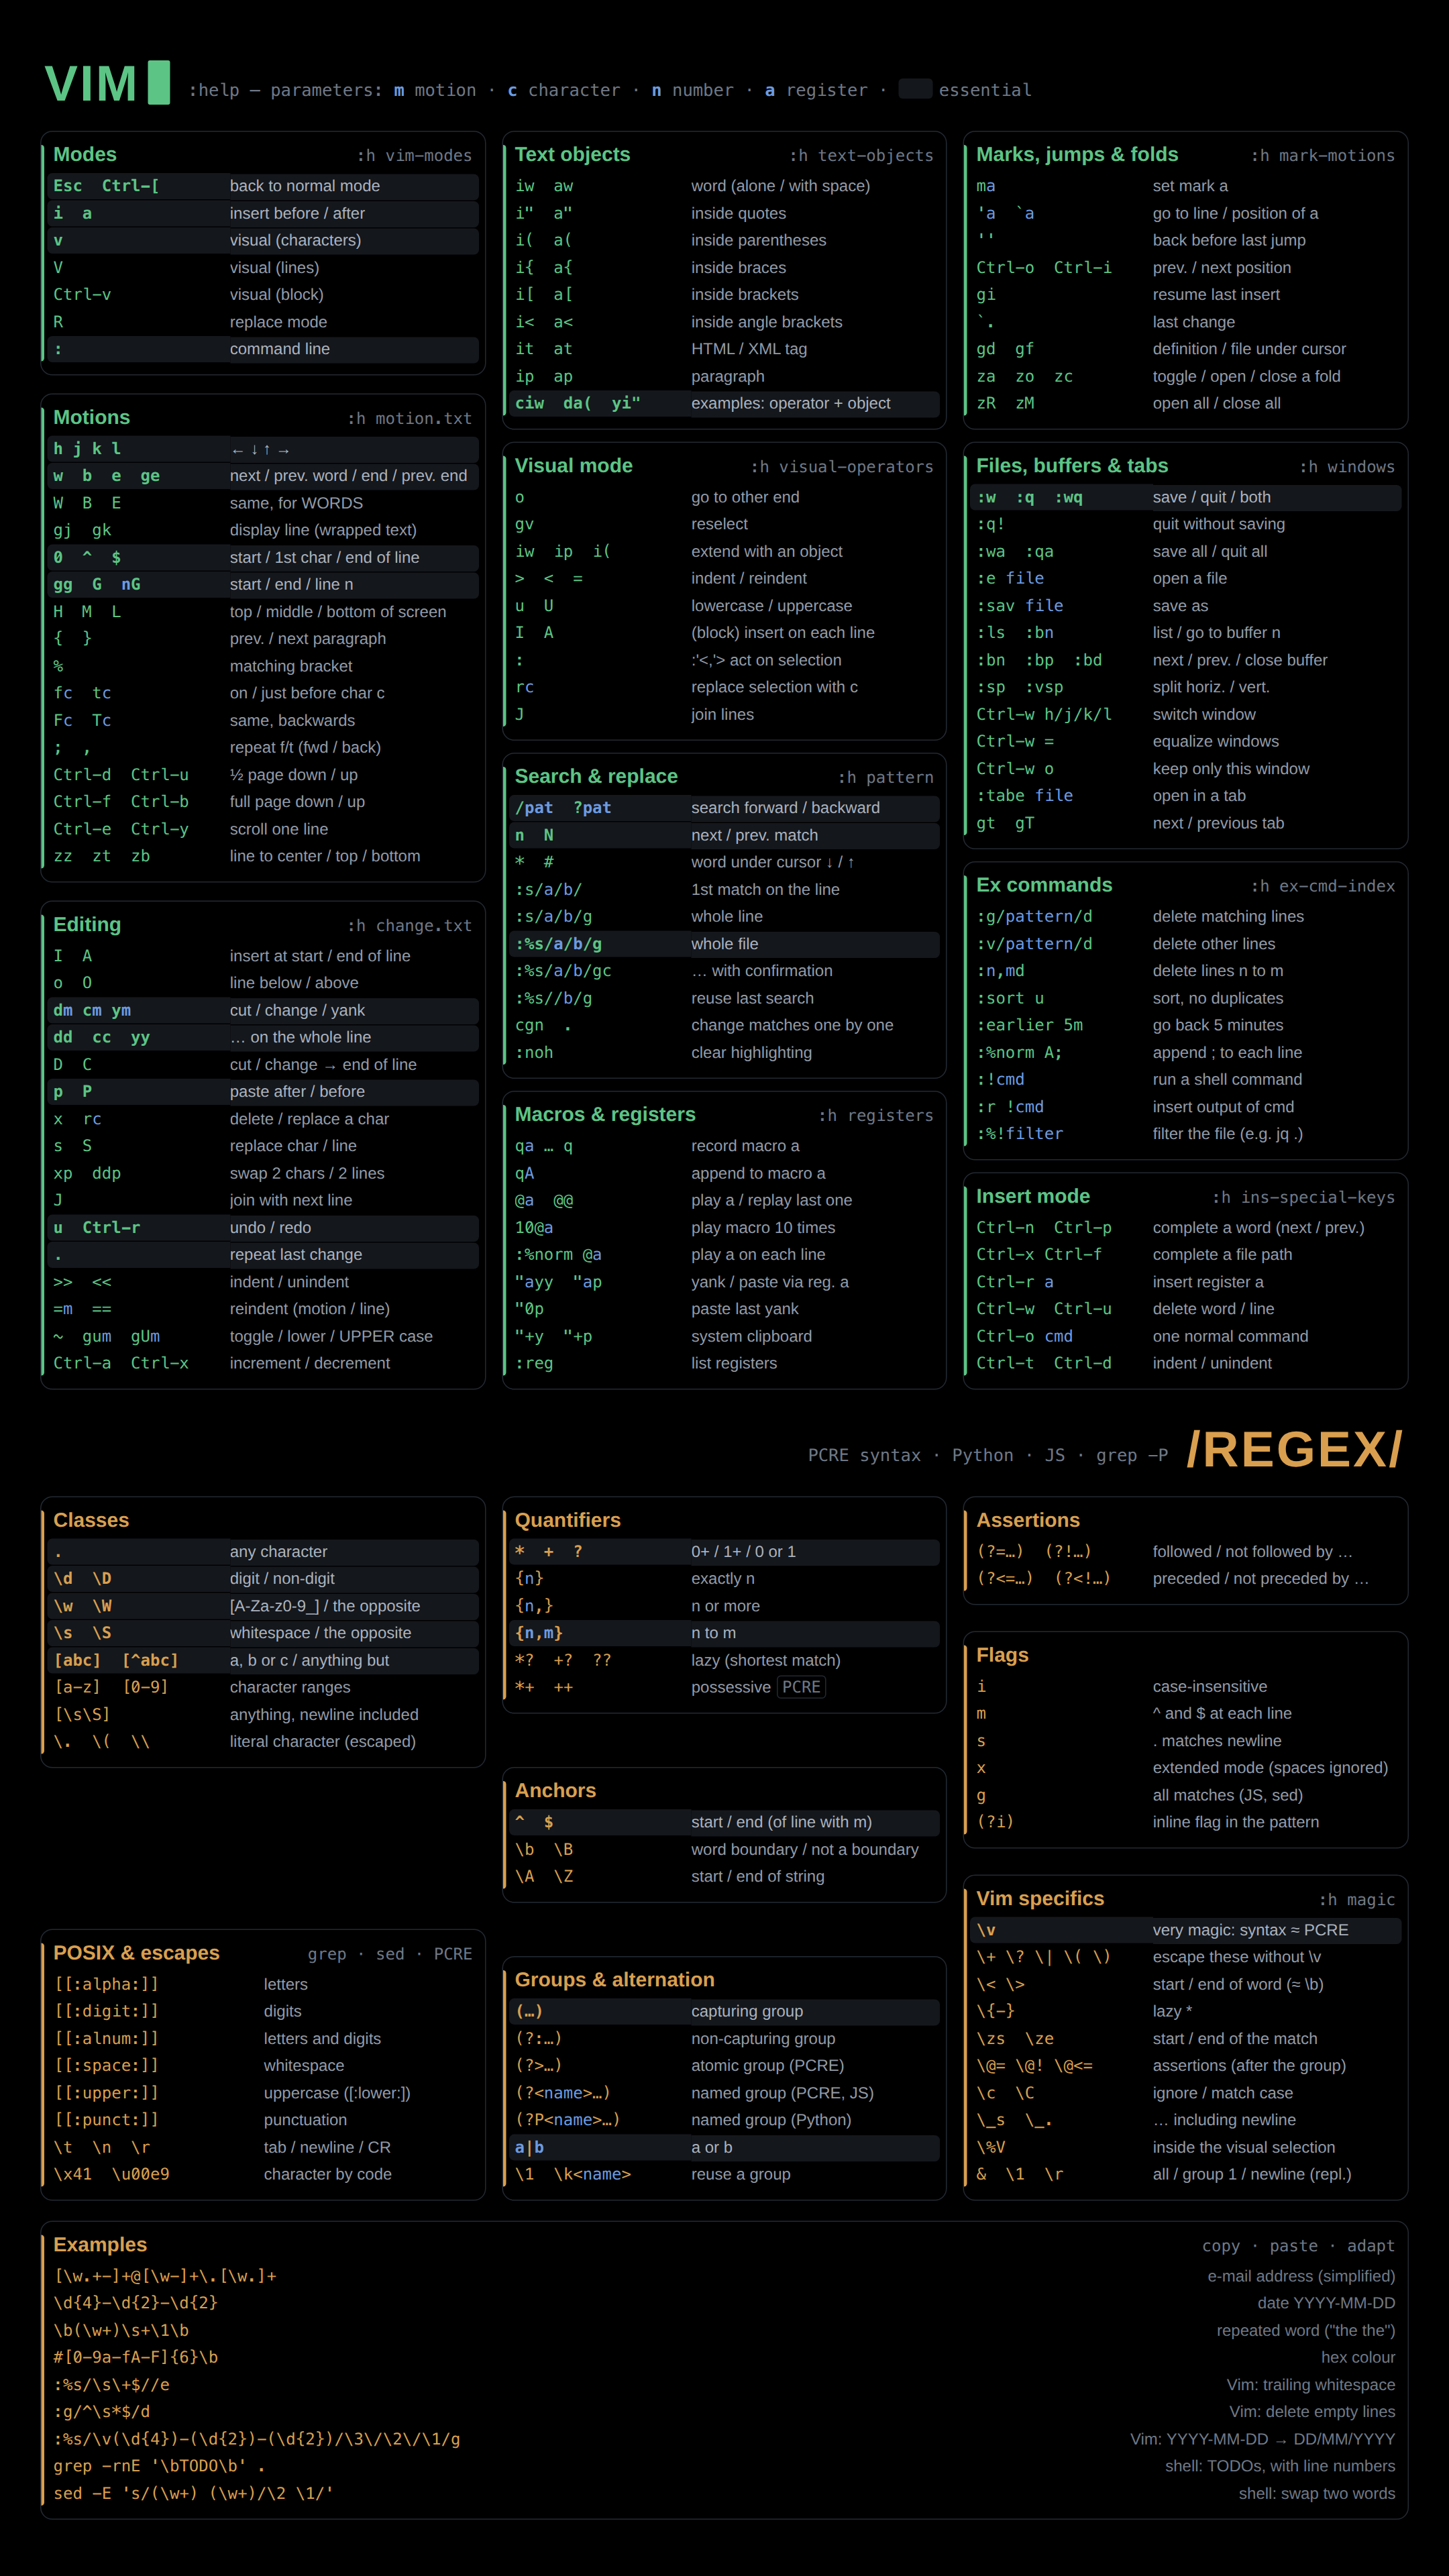 VIM :help – parameters: m motion · c character · n number · a register · essential
Modes :h vim-modes
Esc Ctrl-[ back to normal mode
i a insert before / after
v visual (characters)
V visual (lines)
Ctrl-v visual (block)
R replace mode
: command line
Motions :h motion.txt
h j k l ← ↓ ↑ →
w b e ge next / prev. word / end / prev. end
W B E same, for WORDS
gj gk display line (wrapped text)
0 ^ $ start / 1st char / end of line
gg G nG start / end / line n
H M L top / middle / bottom of screen
{ } prev. / next paragraph
% matching bracket
fc tc on / just before char c
Fc Tc same, backwards
; , repeat f/t (fwd / back)
Ctrl-d Ctrl-u ½ page down / up
Ctrl-f Ctrl-b full page down / up
Ctrl-e Ctrl-y scroll one line
zz zt zb line to center / top / bottom
Editing :h change.txt
I A insert at start / end of line
o O line below / above
dm cm ym cut / change / yank
dd cc yy … on the whole line
D C cut / change → end of line
p P paste after / before
x rc delete / replace a char
s S replace char / line
xp ddp swap 2 chars / 2 lines
J join with next line
u Ctrl-r undo / redo
. repeat last change
>> << indent / unindent
=m == reindent (motion / line)
~ gum gUm toggle / lower / UPPER case
Ctrl-a Ctrl-x increment / decrement
Text objects :h text-objects
iw aw word (alone / with space)
i" a" inside quotes
i( a( inside parentheses
i{ a{ inside braces
i[ a[ inside brackets
i< a< inside angle brackets
it at HTML / XML tag
ip ap paragraph
ciw da( yi" examples: operator + object
Visual mode :h visual-operators
o go to other end
gv reselect
iw ip i( extend with an object
> < = indent / reindent
u U lowercase / uppercase
I A (block) insert on each line
: :'<,'> act on selection
rc replace selection with c
J join lines
Search & replace :h pattern
/pat ?pat search forward / backward
n N next / prev. match
* # word under cursor ↓ / ↑
:s/a/b/ 1st match on the line
:s/a/b/g whole line
:%s/a/b/g whole file
:%s/a/b/gc … with confirmation
:%s//b/g reuse last search
cgn . change matches one by one
:noh clear highlighting
Macros & registers :h registers
qa … q record macro a
qA append to macro a
@a @@ play a / replay last one
10@a play macro 10 times
:%norm @a play a on each line
"ayy "ap yank / paste via reg. a
"0p paste last yank
"+y "+p system clipboard
:reg list registers
Marks, jumps & folds :h mark-motions
ma set mark a
'a `a go to line / position of a
'' back before last jump
Ctrl-o Ctrl-i prev. / next position
gi resume last insert
`. last change
gd gf definition / file under cursor
za zo zc toggle / open / close a fold
zR zM open all / close all
Files, buffers & tabs :h windows
:w :q :wq save / quit / both
:q! quit without saving
:wa :qa save all / quit all
:e file open a file
:sav file save as
:ls :bn list / go to buffer n
:bn :bp :bd next / prev. / close buffer
:sp :vsp split horiz. / vert.
Ctrl-w h/j/k/l switch window
Ctrl-w = equalize windows
Ctrl-w o keep only this window
:tabe file open in a tab
gt gT next / previous tab
Ex commands :h ex-cmd-index
:g/pattern/d delete matching lines
:v/pattern/d delete other lines
:n,md delete lines n to m
:sort u sort, no duplicates
:earlier 5m go back 5 minutes
:%norm A; append ; to each line
:!cmd run a shell command
:r !cmd insert output of cmd
:%!filter filter the file (e.g. jq .)
Insert mode :h ins-special-keys
Ctrl-n Ctrl-p complete a word (next / prev.)
Ctrl-x Ctrl-f complete a file path
Ctrl-r a insert register a
Ctrl-w Ctrl-u delete word / line
Ctrl-o cmd one normal command
Ctrl-t Ctrl-d indent / unindent
PCRE syntax · Python · JS · grep -P /REGEX/
Classes
. any character
\d \D digit / non-digit
\w \W [A-Za-z0-9_] / the opposite
\s \S whitespace / the opposite
[abc] [^abc] a, b or c / anything but
[a-z] [0-9] character ranges
[\s\S] anything, newline included
\. \( \\ literal character (escaped)
POSIX & escapes grep · sed · PCRE
[[:alpha:]] letters
[[:digit:]] digits
[[:alnum:]] letters and digits
[[:space:]] whitespace
[[:upper:]] uppercase ([:lower:])
[[:punct:]] punctuation
\t \n \r tab / newline / CR
\x41 \u00e9 character by code
Quantifiers
* + ? 0+ / 1+ / 0 or 1
{n} exactly n
{n,} n or more
{n,m} n to m
*? +? ?? lazy (shortest match)
*+ ++ possessive PCRE
Anchors
^ $ start / end (of line with m)
\b \B word boundary / not a boundary
\A \Z start / end of string
Groups & alternation
(…) capturing group
(?:…) non-capturing group
(?>…) atomic group (PCRE)
(?<name>…) named group (PCRE, JS)
(?P<name>…) named group (Python)
a|b a or b
\1 \k<name> reuse a group
Assertions
(?=…) (?!…) followed / not followed by …
(?<=…) (?<!…) preceded / not preceded by …
Flags
i case-insensitive
m ^ and $ at each line
s . matches newline
x extended mode (spaces ignored)
g all matches (JS, sed)
(?i) inline flag in the pattern
Vim specifics :h magic
\v very magic: syntax ≈ PCRE
\+ \? \| \( \) escape these without \v
\< \> start / end of word (≈ \b)
\{-} lazy *
\zs \ze start / end of the match
\@= \@! \@<= assertions (after the group)
\c \C ignore / match case
\_s \_. … including newline
\%V inside the visual selection
& \1 \r all / group 1 / newline (repl.)
Examples copy · paste · adapt
[\w.+-]+@[\w-]+\.[\w.]+ e-mail address (simplified)
\d{4}-\d{2}-\d{2} date YYYY-MM-DD
\b(\w+)\s+\1\b repeated word ("the the")
#[0-9a-fA-F]{6}\b hex colour
:%s/\s\+$//e Vim: trailing whitespace
:g/^\s*$/d Vim: delete empty lines
:%s/\v(\d{4})-(\d{2})-(\d{2})/\3\/\2\/\1/g Vim: YYYY-MM-DD → DD/MM/YYYY
grep -rnE '\bTODO\b' . shell: TODOs, with line numbers
sed -E 's/(\w+) (\w+)/\2 \1/' shell: swap two words